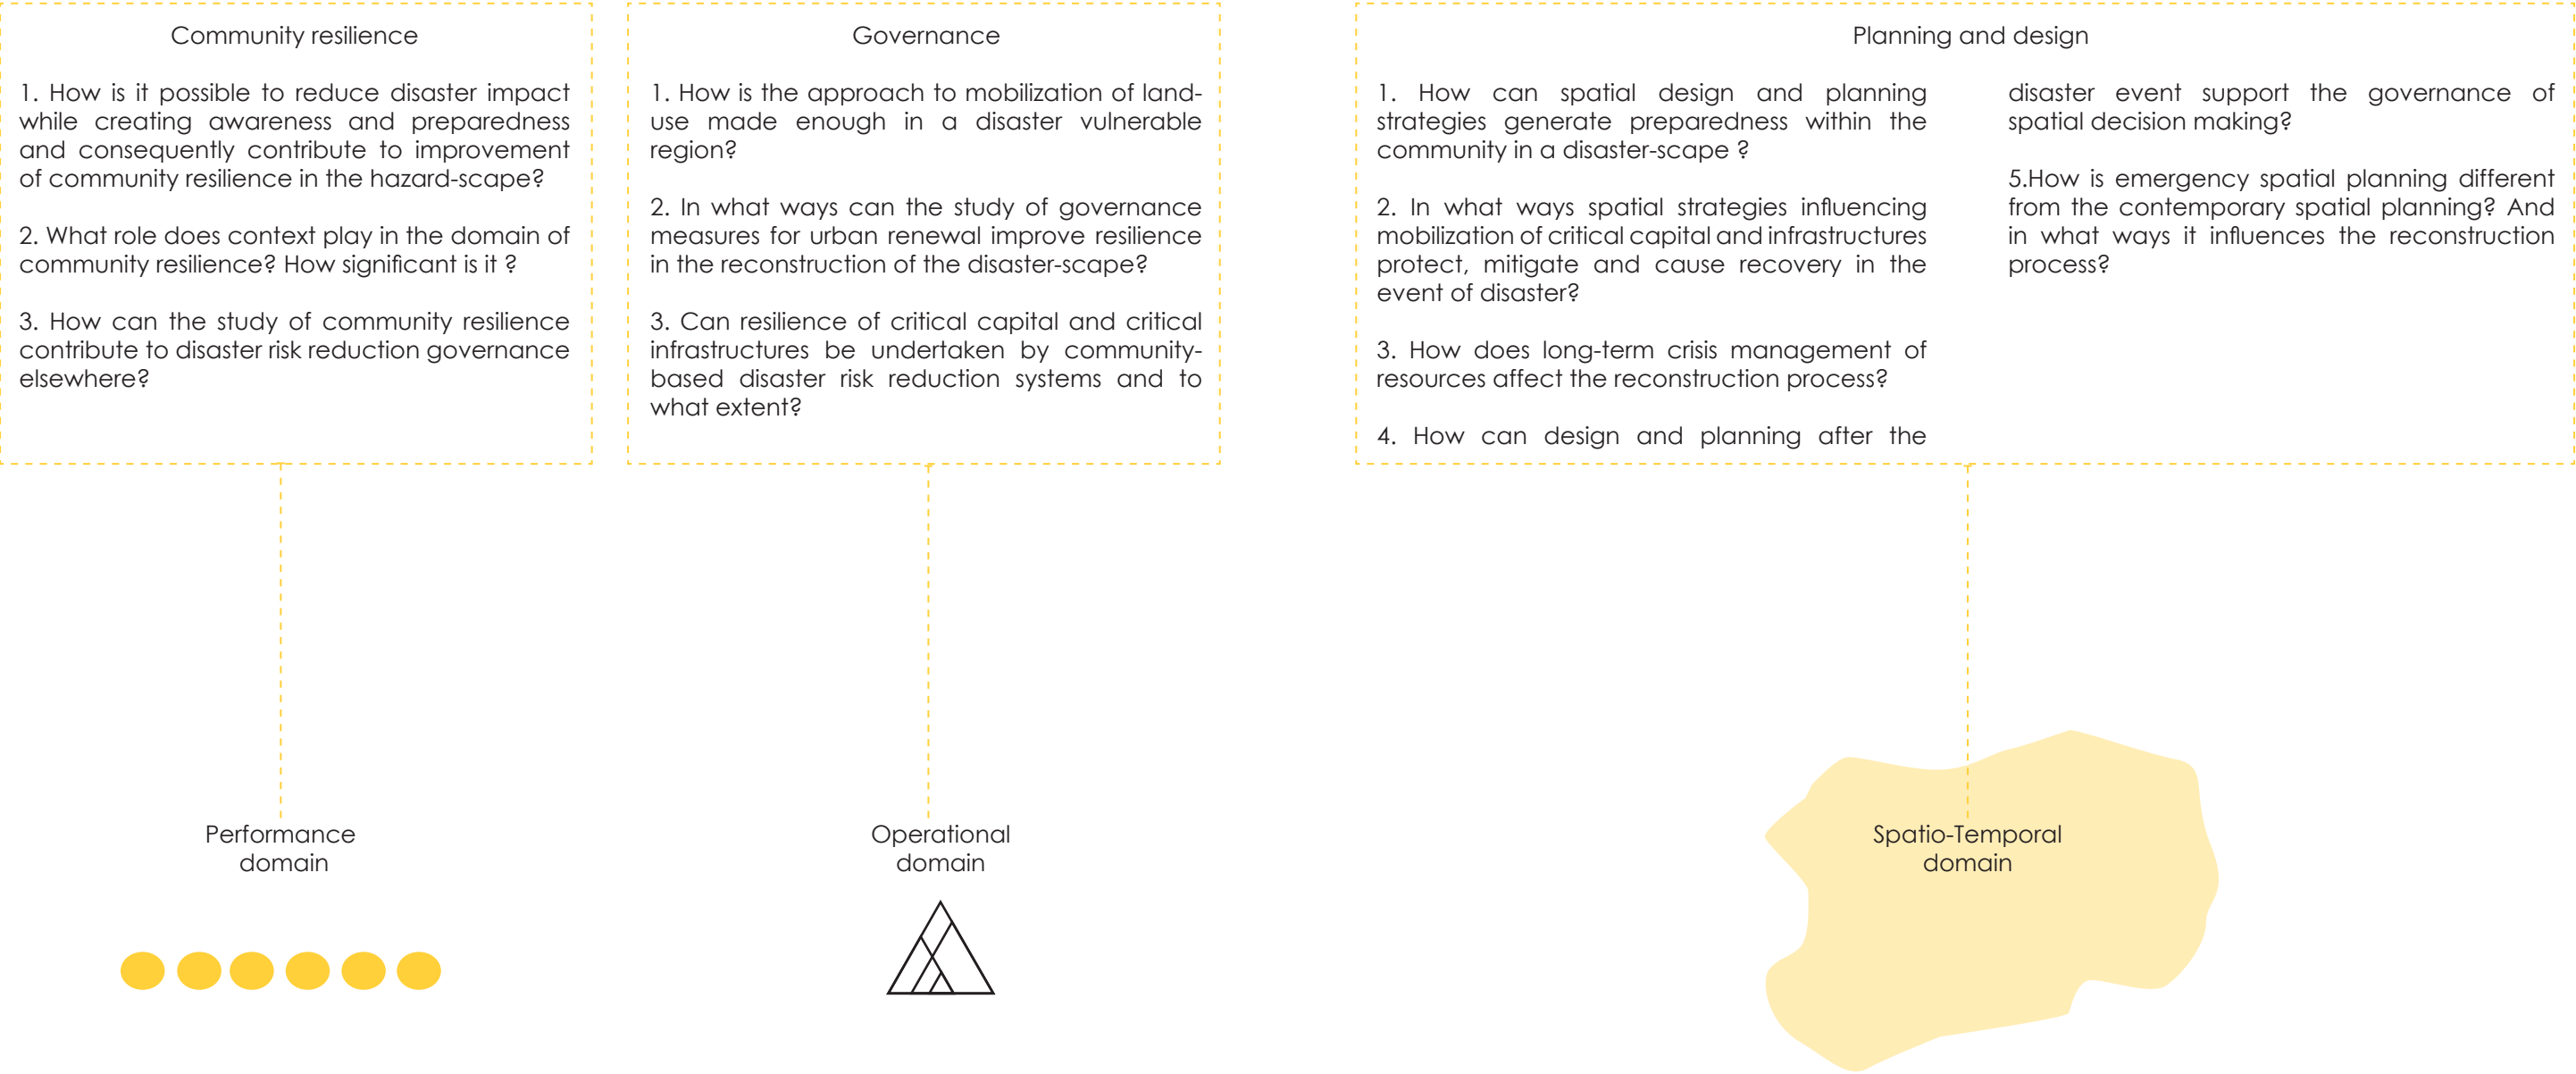 Community resilience
1. How is it possible to reduce disaster impact
while creating awareness and preparedness
and consequently contribute to improvement
of community resilience in the hazard-scape?
2. What role does context play in the domain of
community resilience? How significant is it ?
3. How can the study of community resilience
contribute to disaster risk reduction governance
elsewhere?
Governance
1. How is the approach to mobilization of land-
use made enough in a disaster vulnerable
region?
2. In what ways can the study of governance
measures for urban renewal improve resilience
in the reconstruction of the disaster-scape?
3. Can resilience of critical capital and critical
infrastructures be undertaken by community-
based disaster risk reduction systems and to
what extent?
Planning and design
1. How can spatial design and planning
strategies generate preparedness within the
community in a disaster-scape ?
2. In what ways spatial strategies influencing
mobilization of critical capital and infrastructures
protect, mitigate and cause recovery in the
event of disaster?
3. How does long-term crisis management of
resources affect the reconstruction process?
4. How can design and planning after the
disaster event support the governance of
spatial decision making?
5.How is emergency spatial planning different
from the contemporary spatial planning? And
in what ways it influences the reconstruction
process?
Performance
domain
Operational
domain
Spatio-Temporal
domain